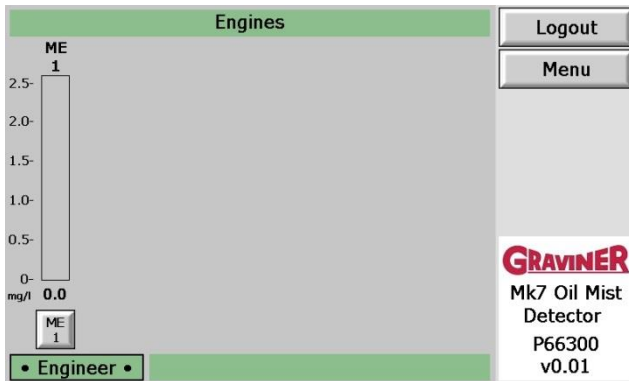 Engines
Logout
Menu
ME
1
2.5-
2.0-
1.5-
1.0-
0.5-
0-
mg/l 0.0
ME
1
• Engineer •
GRAVINER
Mk7 Oil Mist
Detector
P66300
v0.01